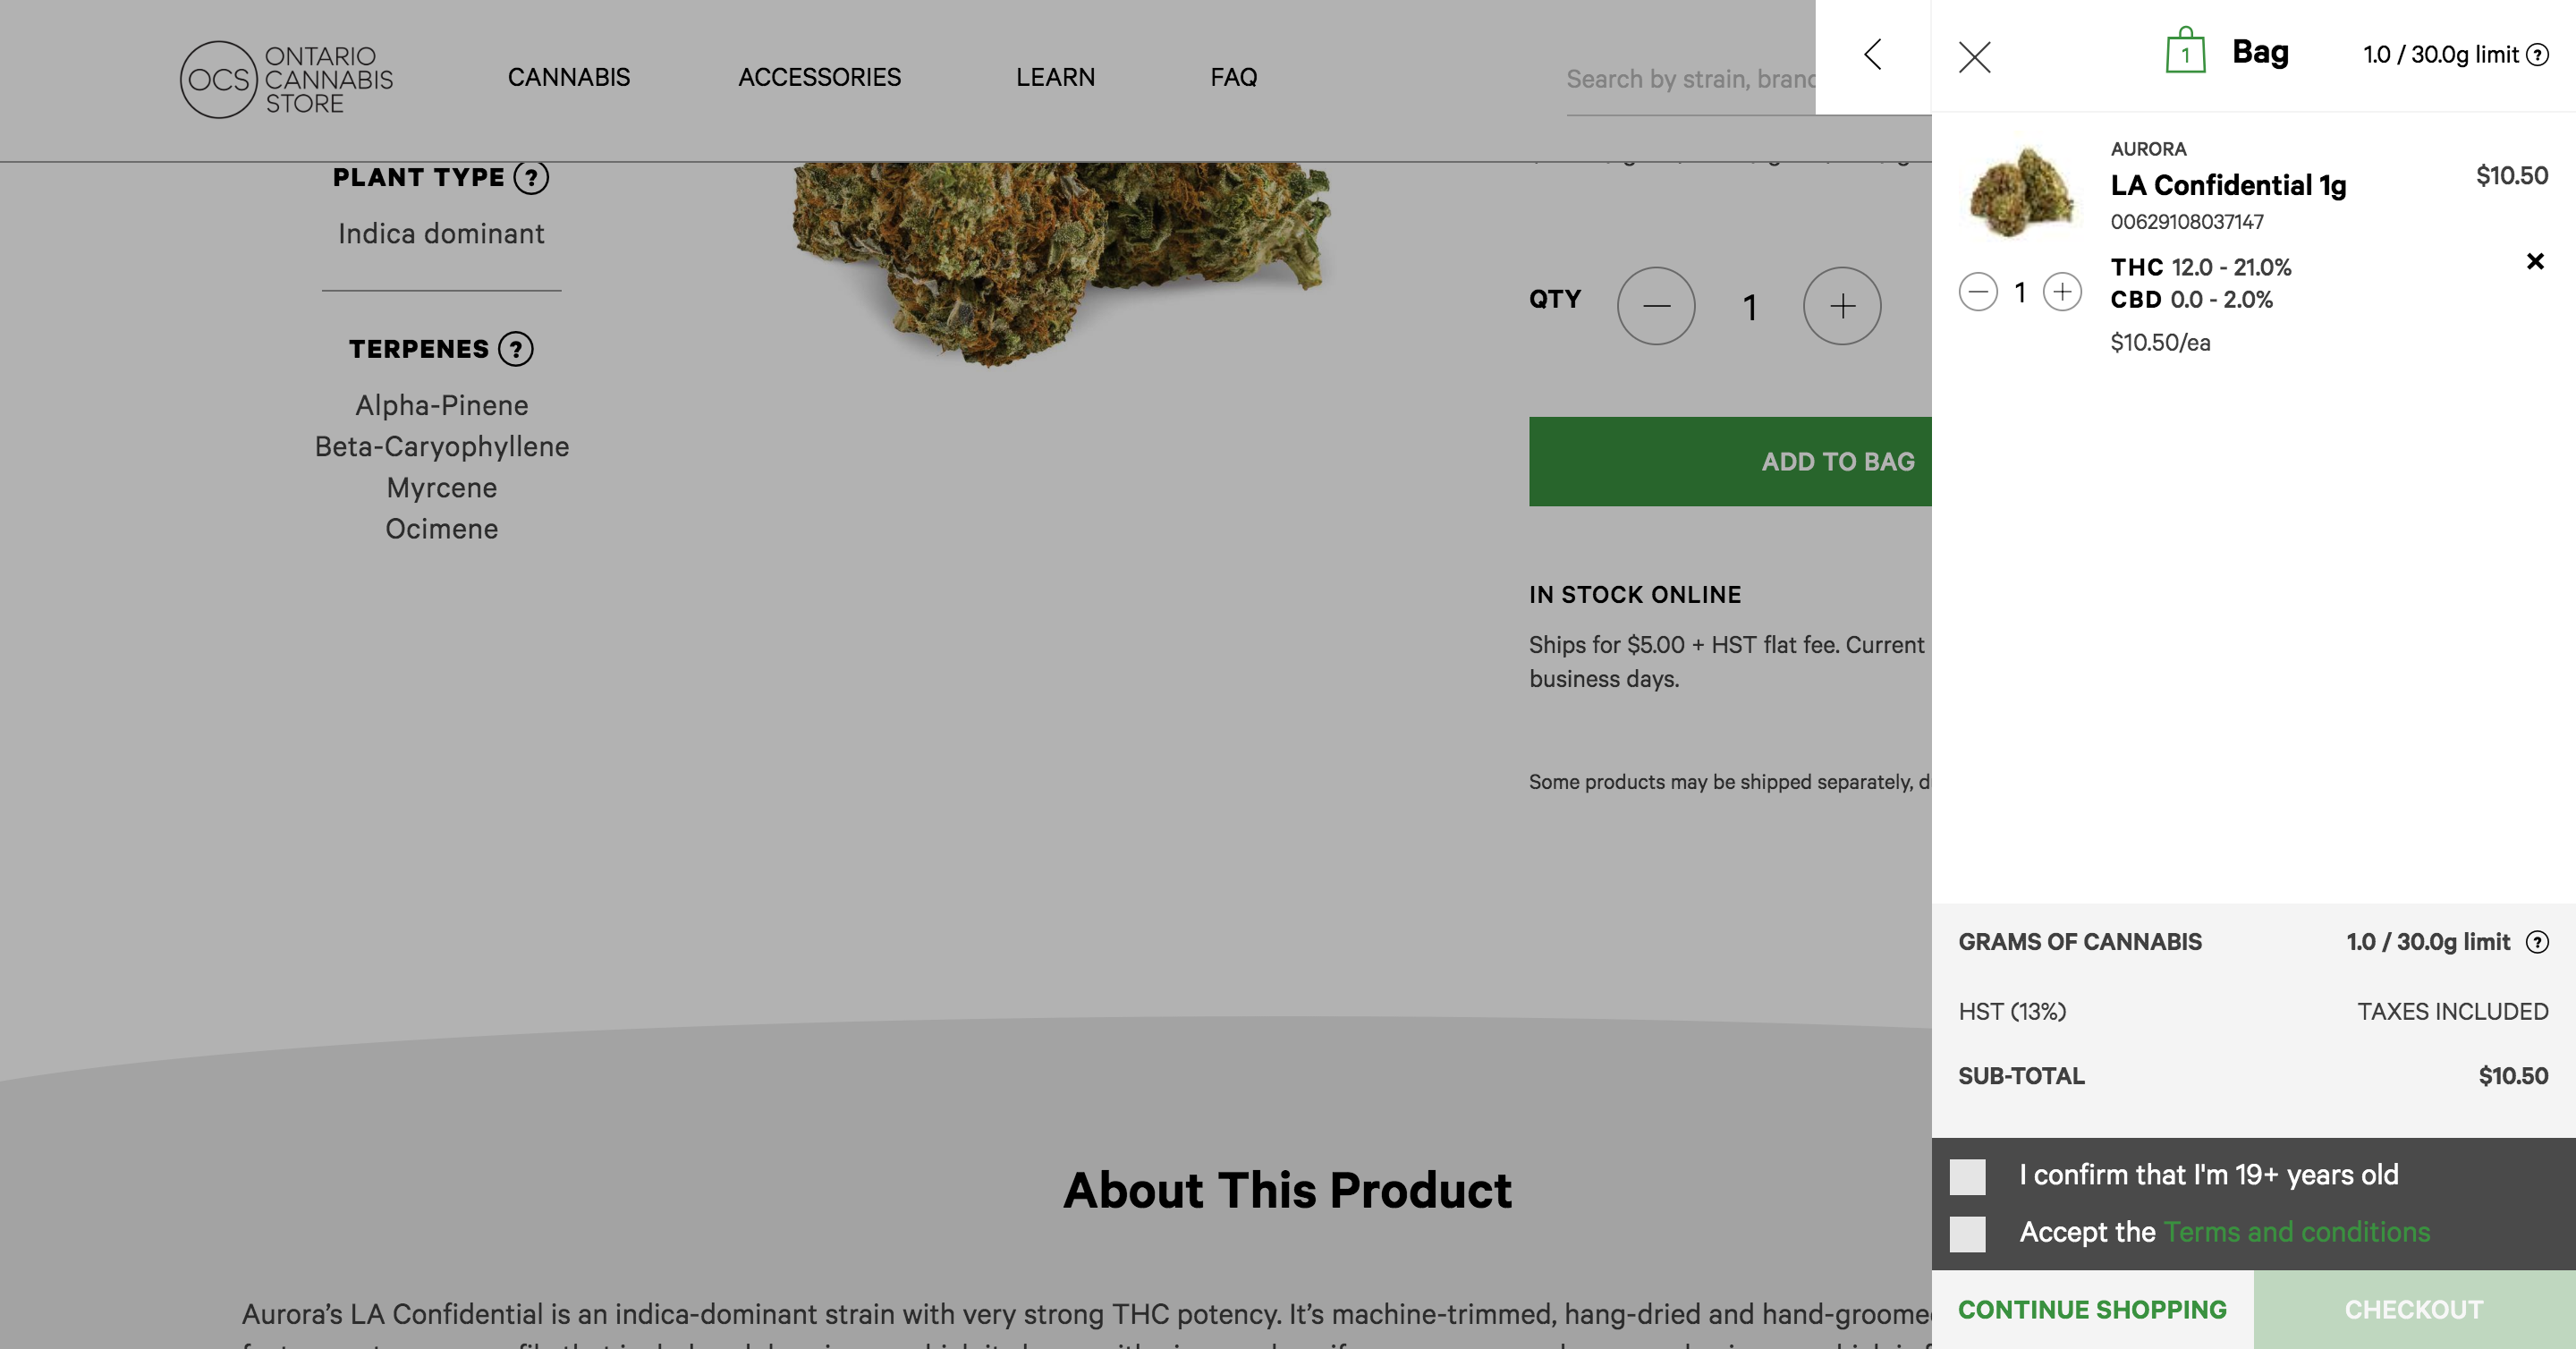 OCS
ONTARIO
CANNABIS
STORE
CANNABIS
ACCESSORIES
LEARN
FAQ
Search by strain,
PLANT TYPE ?
Indica dominant
TERPENES ?
Alpha-Pinene
Beta-Caryophyllene
Myrcene
Ocimene
QTY
1
ADD TO BAG
IN STOCK ONLINE
Ships for $5.00 + HST flat fee. Current
business days.
Some products may be shipped separately,
About This Product
Aurora's LA Confidential is an indica-dominant strain with very strong THC potency. It's machine-trimmed, hang-dried and
1
Bag
1.0 / 30.0g limit ?
AURORA
LA Confidential 1g
$10.50
00629108037147
THC 12.0 - 21.0%
CBD 0.0 - 2.0%
1
$10.50/ea
GRAMS OF CANNABIS
1.0 / 30.0g limit ?
HST (13%)
TAXES INCLUDED
SUB-TOTAL
$10.50
I confirm that I'm 19+ years old
Accept the Terms and conditions
CONTINUE SHOPPING
CHECKOUT